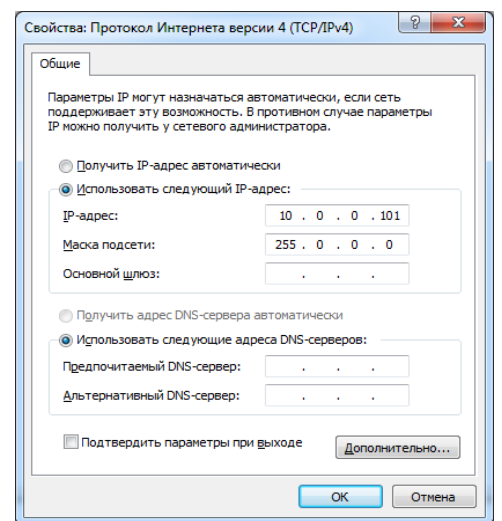 Свойства: Протокол Интернета версии 4 (TCP/IPv4)
Общие
Параметры IP могут назначаться автоматически, если сеть
поддерживает эту возможность. В противном случае параметры
IP можно получить у сетевого администратора.
Получить IP-адрес автоматически
Использовать следующий IP-адрес:
IP-адрес: 10 . 0 . 0 . 101
Маска подсети: 255 . 0 . 0 . 0
Основной шлюз: . . .
Получить адрес DNS-сервера автоматически
Использовать следующие адреса DNS-серверов:
Предпочитаемый DNS-сервер: . . .
Альтернативный DNS-сервер: . . .
Подтвердить параметры при выходе
Дополнительно...
ОК Отмена